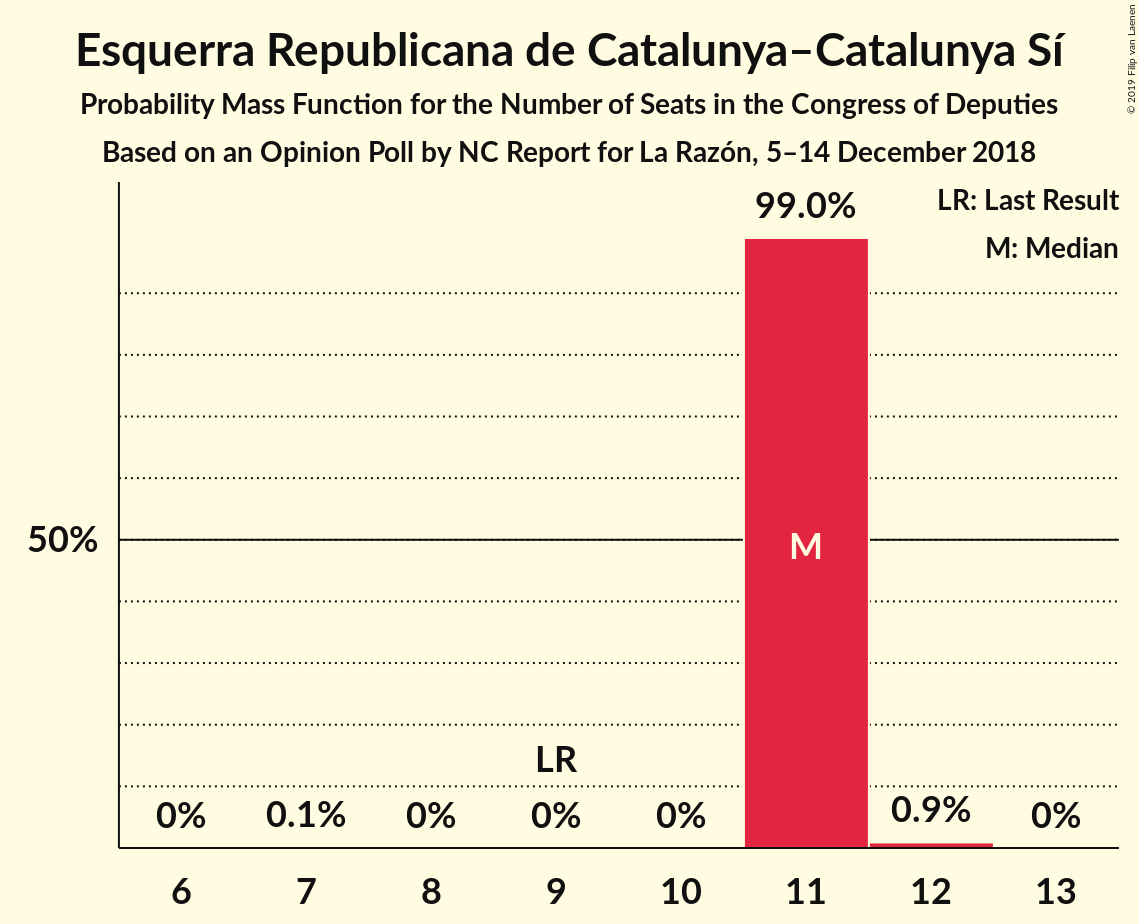 Esquerra Republicana de Catalunya–Catalunya Sí
Probability Mass Function for the Number of Seats in the Congress of Deputies
Based on an Opinion Poll by NC Report for La Razón, 5–14 December 2018
© 2019 Filip van Laenen
LR: Last Result
M: Median
99.0%
50%
M
LR
0% 0.1% 0% 0% 0% 0.9% 0%
6 7 8 9 10 11 12 13